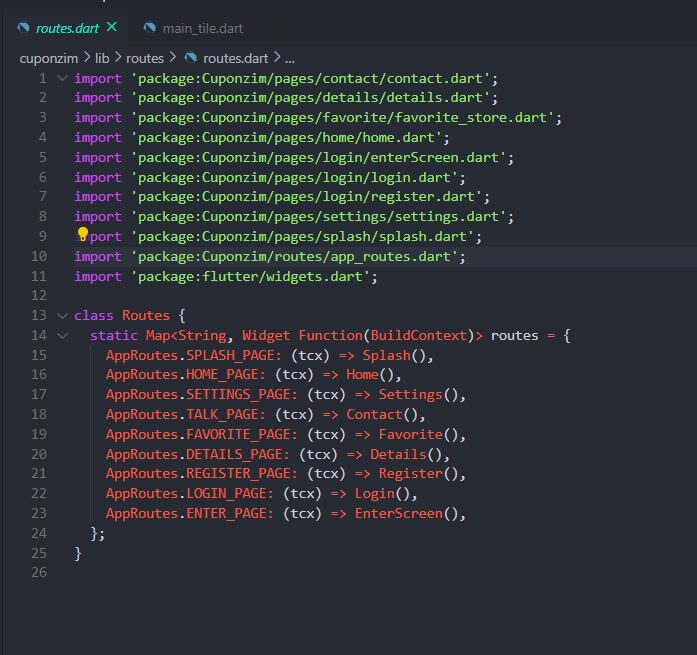 routes.dart × main_tile.dart
cuponzim > lib > routes > routes.dart > ...
1 import 'package:Cuponzim/pages/contact/contact.dart';
2 import 'package:Cuponzim/pages/details/details.dart';
3 import 'package:Cuponzim/pages/favorite/favorite_store.dart';
4 import 'package:Cuponzim/pages/home/home.dart';
5 import 'package:Cuponzim/pages/login/enterScreen.dart';
6 import 'package:Cuponzim/pages/login/login.dart';
7 import 'package:Cuponzim/pages/login/register.dart';
8 import 'package:Cuponzim/pages/settings/settings.dart';
9 import 'package:Cuponzim/pages/splash/splash.dart';
10 import 'package:Cuponzim/routes/app_routes.dart';
11 import 'package:flutter/widgets.dart';
12
13 class Routes {
14 static Map<String, Widget Function(BuildContext)> routes = {
15 AppRoutes.SPLASH_PAGE: (tcx) => Splash(),
16 AppRoutes.HOME_PAGE: (tcx) => Home(),
17 AppRoutes.SETTINGS_PAGE: (tcx) => Settings(),
18 AppRoutes.TALK_PAGE: (tcx) => Contact(),
19 AppRoutes.FAVORITE_PAGE: (tcx) => Favorite(),
20 AppRoutes.DETAILS_PAGE: (tcx) => Details(),
21 AppRoutes.REGISTER_PAGE: (tcx) => Register(),
22 AppRoutes.LOGIN_PAGE: (tcx) => Login(),
23 AppRoutes.ENTER_PAGE: (tcx) => EnterScreen(),
24 };
25 }
26